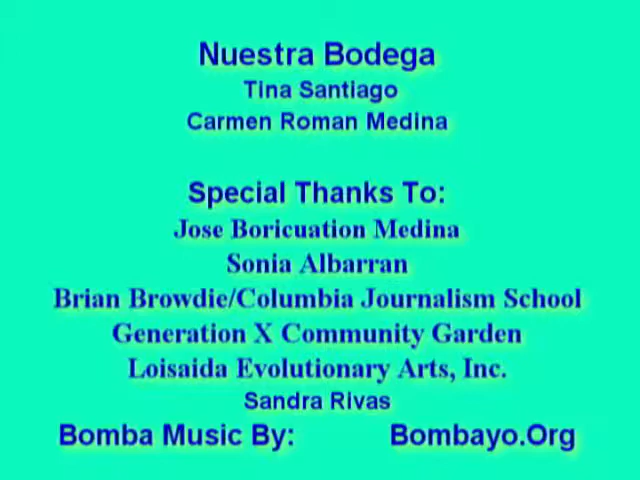 Nuestra Bodega
Tina Santiago
Carmen Roman Medina
Special Thanks To:
Jose Boricuation Medina
Sonia Albarran
Brian Browdie/Columbia Journalism School
Generation X Community Garden
Loisaida Evolutionary Arts, Inc.
Sandra Rivas
Bomba Music By: Bombayo.Org